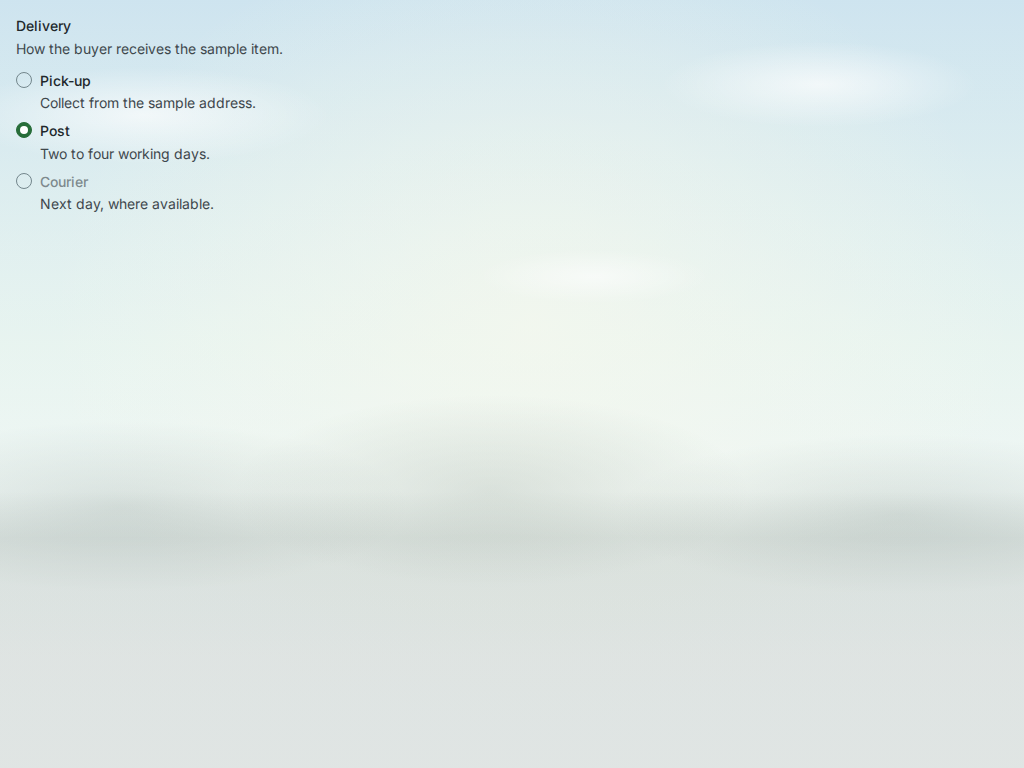 Delivery
How the buyer receives the sample item.
Pick-up
Collect from the sample address.
Post
Two to four working days.
Courier
Next day, where available.